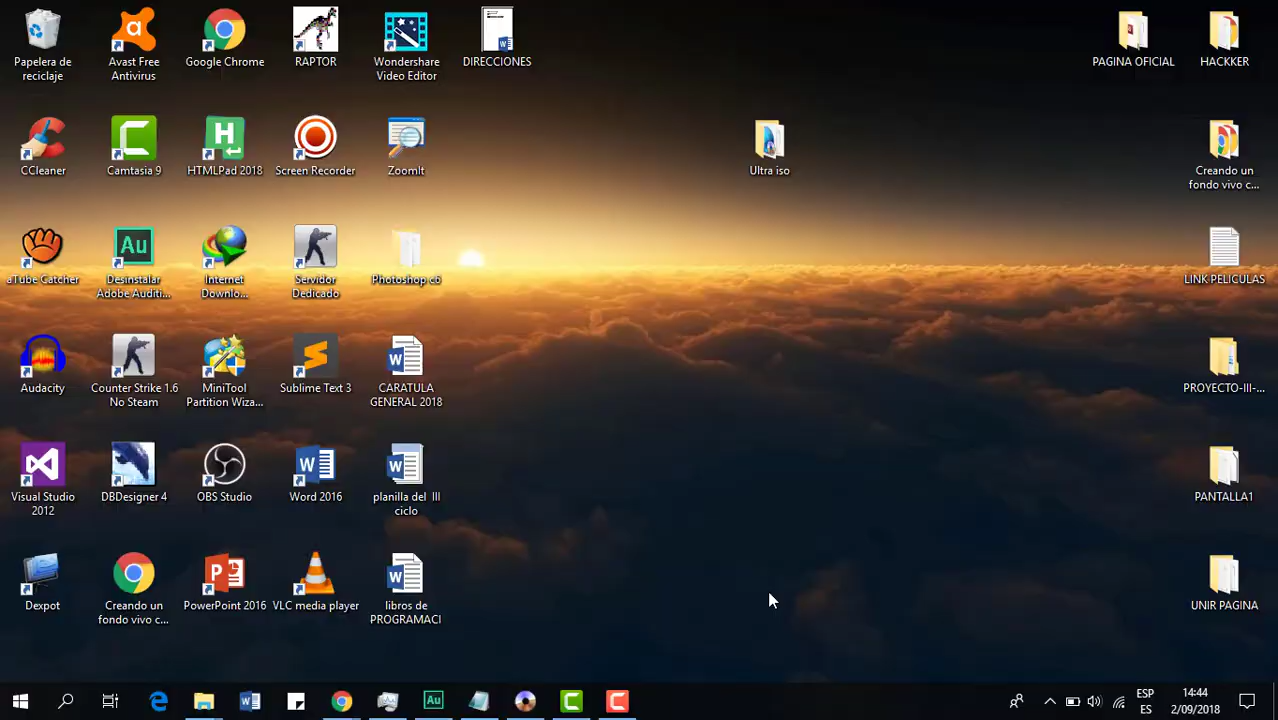 Papelera de
reciclaje
Avast Free
Antivirus
Google Chrome
RAPTOR
Wondershare
Video Editor
DIRECCIONES
PAGINA OFICIAL
HACKKER
CCleaner
Camtasia 9
H
HTMLPad 2018
Screen Recorder
ZoomIt
Ultra iso
Creando un
fondo vivo c...
aTube Catcher
Au
Desinstalar
Adobe Auditi...
Internet
Downlo...
Servidor
Dedicado
Photoshop c6
LINK PELICULAS
Audacity
Counter Strike 1.6
No Steam
MiniTool
Partition Wiza...
Sublime Text 3
CARATULA
GENERAL 2018
PROYECTO-III-...
Visual Studio
2012
DBDesigner 4
OBS Studio
Word 2016
planilla del III
ciclo
PANTALLA1
Dexpot
Creando un
fondo vivo c...
PowerPoint 2016
VLC media player
libros de
PROGRAMACI
UNIR PAGINA
Au
ESP
ES
14:44
2/09/2018